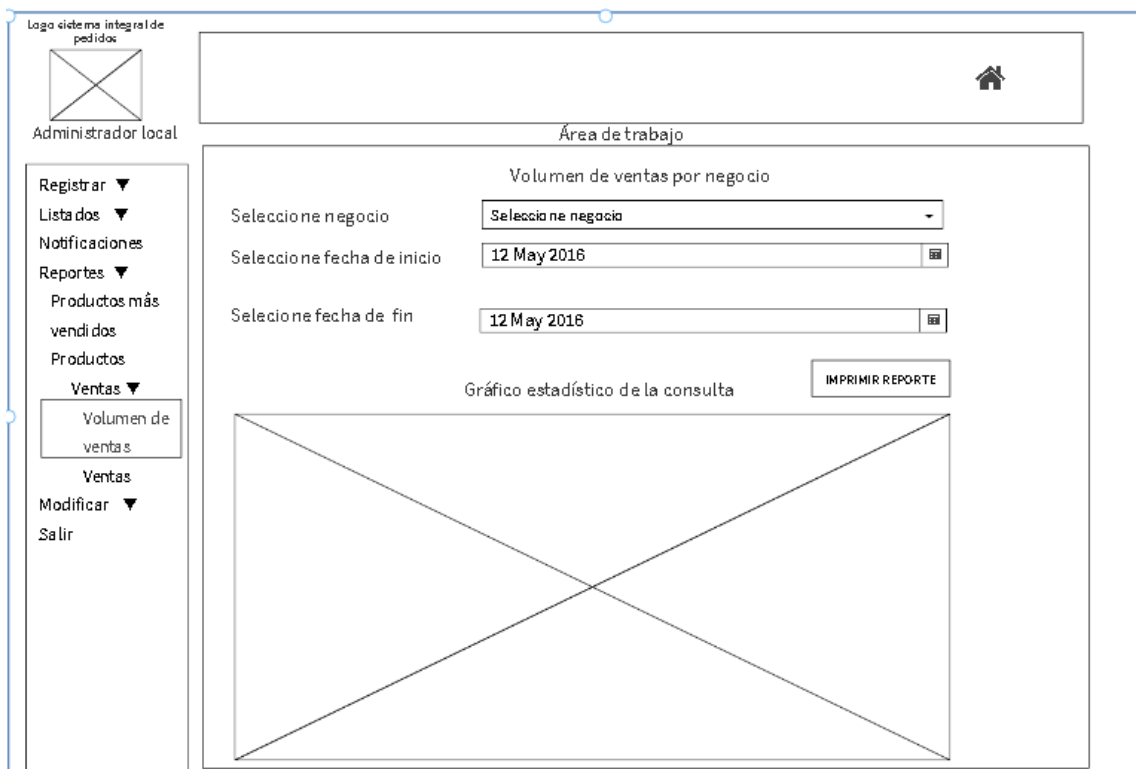 Logo sistema integral de
pedidos
Administrador local
Área de trabajo
Registrar
Listados
Notificaciones
Reportes
Productos más
vendidos
Productos
Ventas
Volumen de
ventas
Ventas
Modificar
Salir
Volumen de ventas por negocio
Seleccione negocio
Seleccione negocio
Seleccione fecha de inicio
12 May 2016
Selecione fecha de fin
12 May 2016
IMPRIMIR REPORTE
Gráfico estadístico de la consulta